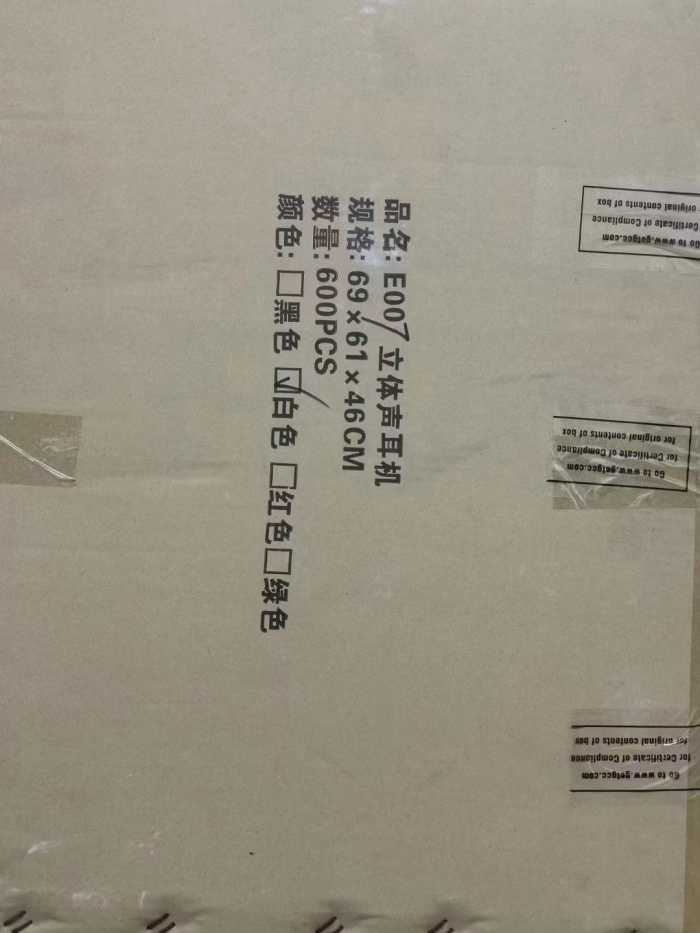 品名: E007 立体声耳机
规格: 69×61×46CM
数量: 600PCS
颜色: □黑色 ☑白色 □红色 □绿色
Go to www.getgcc.com
Certificate of Compliance
original contents of box
Go to www.getgcc.com
for Certificate of Compliance
for original contents of box
Go to www.getgcc.com
for Certificate of Compliance
for original contents of box